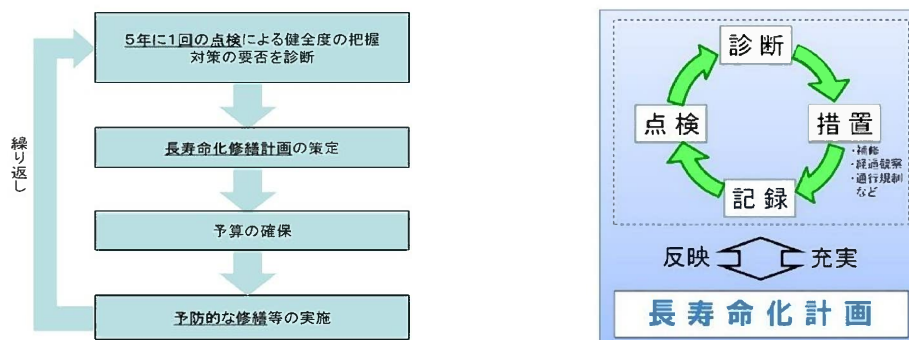 5年に1回の点検による健全度の把握
対策の要否を診断
長寿命化修繕計画の策定
予算の確保
予防的な修繕等の実施
繰り返し
診断
点検
措置
・補修
・経過観察
・通行規制
など
記録
反映
充実
長寿命化計画